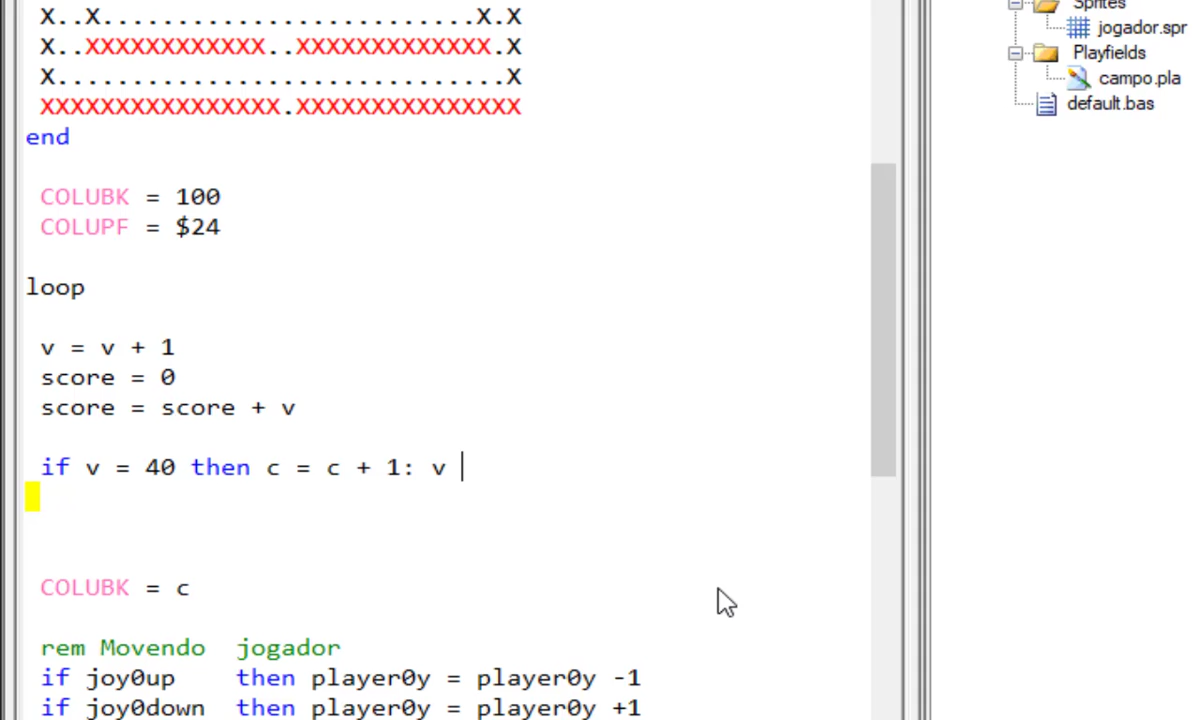 X..X.........................X.X
X..XXXXXXXXXXXX..XXXXXXXXXXXXX.X
X..............................X
XXXXXXXXXXXXXXXX.XXXXXXXXXXXXXXX
end
COLUBK = 100
COLUPF = $24
loop
v = v + 1
score = 0
score = score + v
if v = 40 then c = c + 1: v
COLUBK = c
rem Movendo  jogador
if joy0up    then player0y = player0y -1
if joy0down  then player0y = player0y +1
Sprites
jogador.spr
Playfields
campo.pla
default.bas